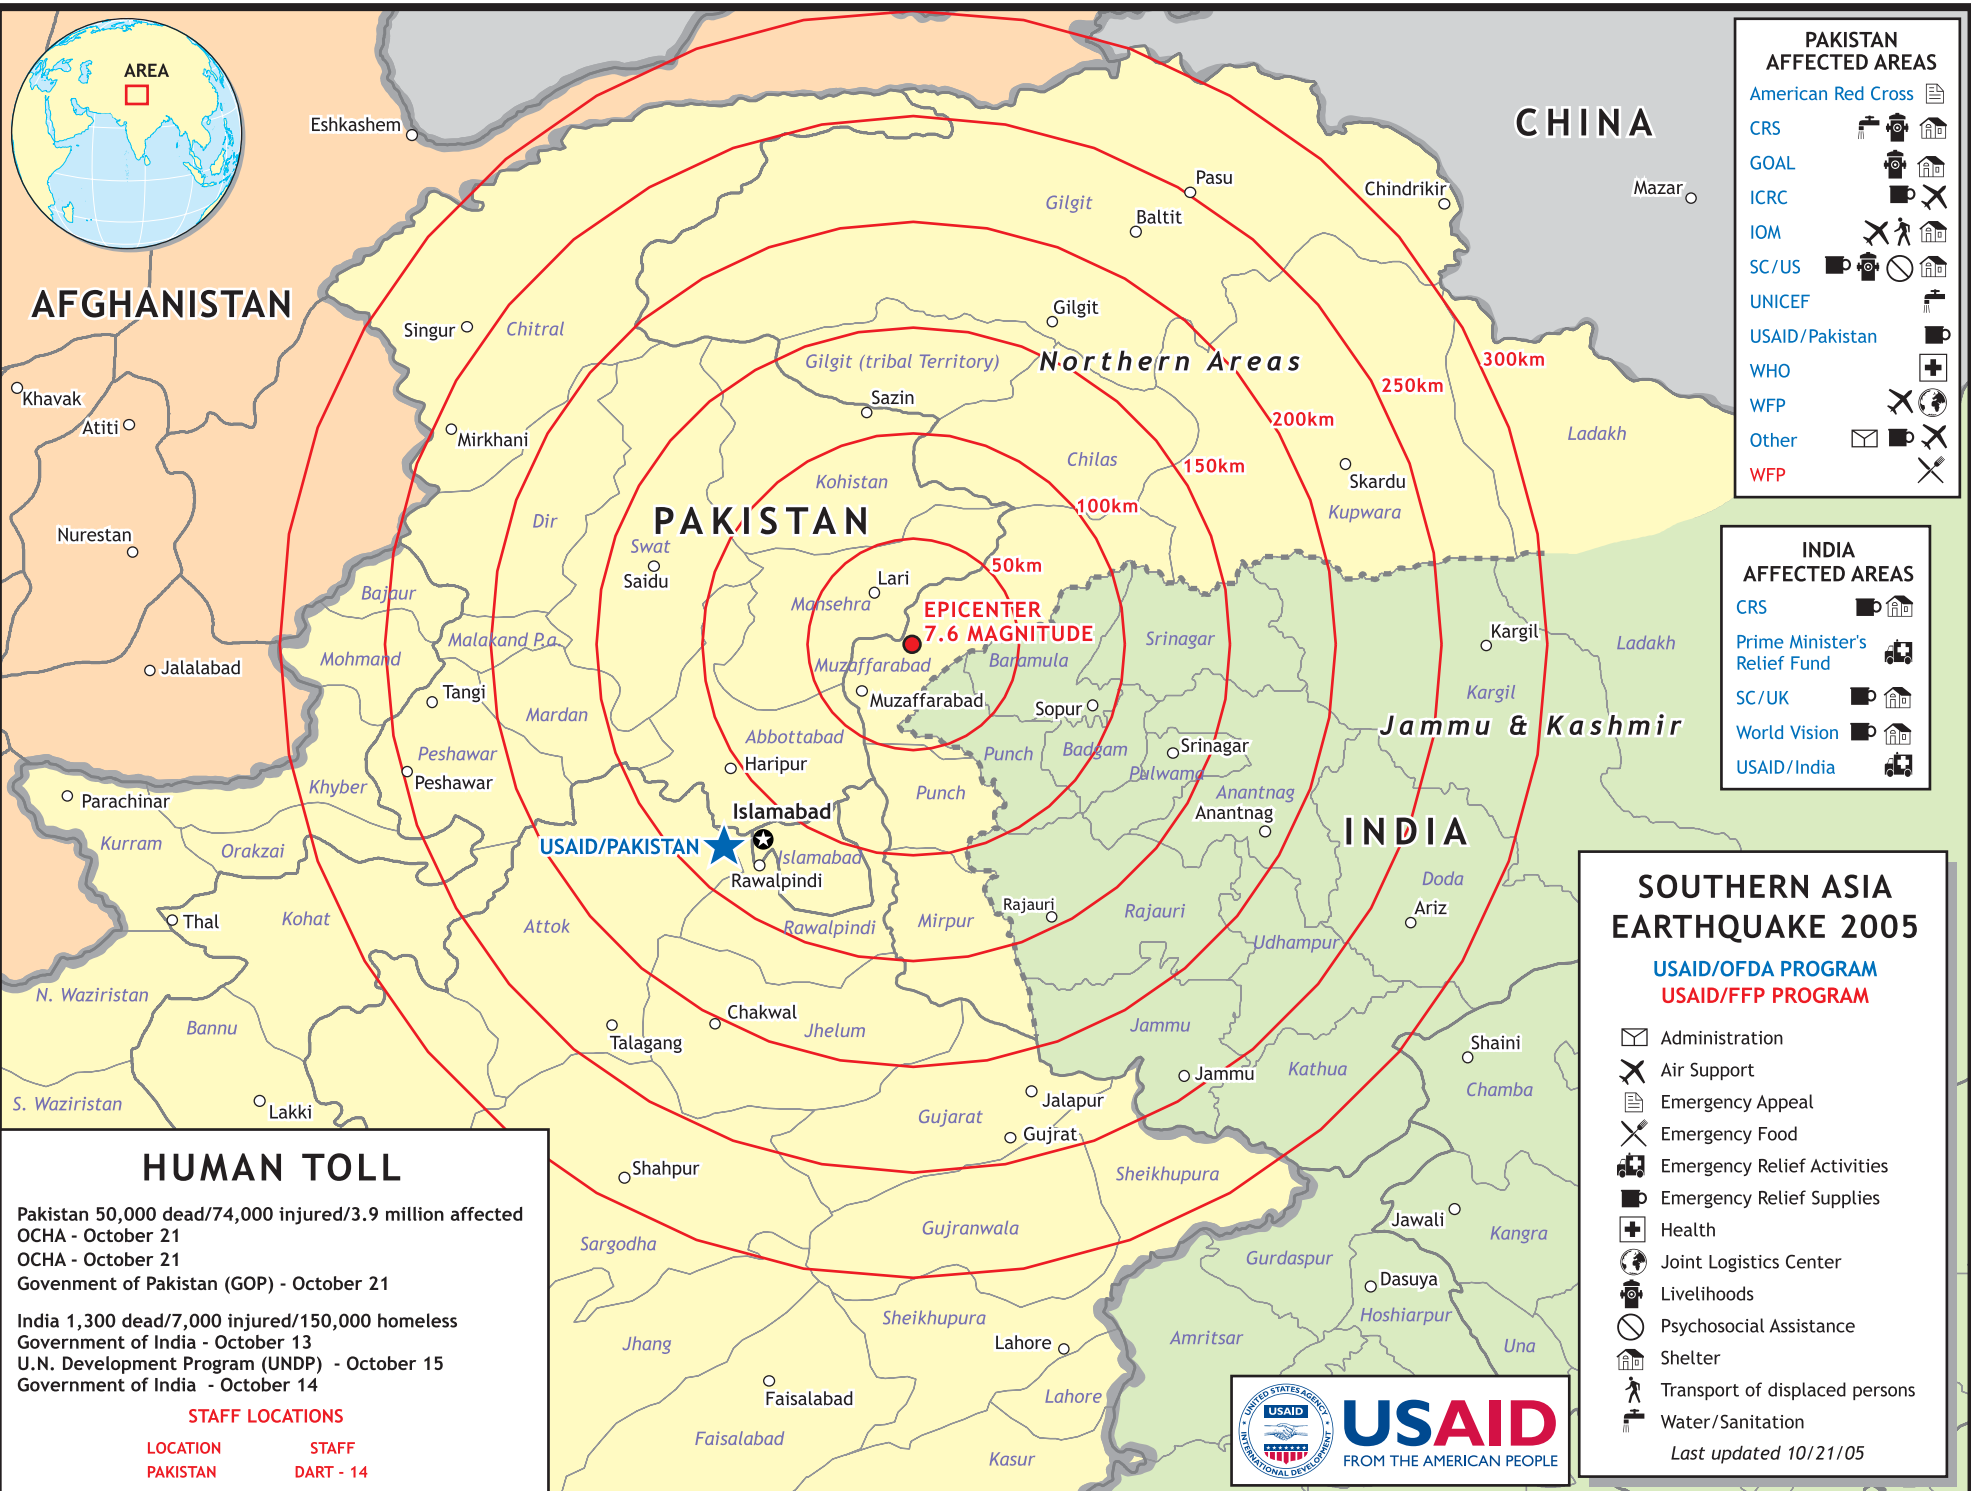 AREA
AFGHANISTAN
CHINA
PAKISTAN
INDIA
Northern Areas
Jammu & Kashmir
Eshkashem
Khavak
Atiti
Nurestan
Jalalabad
Parachinar
Thal
Lakki
Singur
Mirkhani
Chitral
Dir
Swat
Saidu
Bajaur
Mohmand
Malakand P.a.
Tangi
Mardan
Peshawar
Peshawar
Khyber
Kurram
Orakzai
Kohat
N. Waziristan
Bannu
S. Waziristan
Attok
Gilgit
Pasu
Baltit
Chindrikir
Mazar
Gilgit
Gilgit (tribal Territory)
Sazin
Kohistan
Chilas
Skardu
Kupwara
Ladakh
300km
250km
200km
150km
100km
50km
Lari
Mansehra
EPICENTER
7.6 MAGNITUDE
Muzaffarabad
Muzaffarabad
Baramula
Srinagar
Kargil
Kargil
Ladakh
Sopur
Abbottabad
Haripur
Punch
Badgam
Srinagar
Pulwama
Punch
Anantnag
Anantnag
Islamabad
USAID/PAKISTAN
Islamabad
Rawalpindi
Rawalpindi
Mirpur
Rajauri
Rajauri
Doda
Ariz
Udhampur
Talagang
Chakwal
Jhelum
Jammu
Jammu
Kathua
Shaini
Chamba
Jalapur
Gujarat
Gujrat
Shahpur
Sheikhupura
Gujranwala
Sargodha
Jawali
Kangra
Gurdaspur
Dasuya
Hoshiarpur
Sheikhupura
Jhang
Lahore
Amritsar
Una
Faisalabad
Lahore
Faisalabad
Kasur
PAKISTAN
AFFECTED AREAS
American Red Cross
CRS
GOAL
ICRC
IOM
SC/US
UNICEF
USAID/Pakistan
WHO
WFP
Other
WFP
INDIA
AFFECTED AREAS
CRS
Prime Minister's
Relief Fund
SC/UK
World Vision
USAID/India
SOUTHERN ASIA
EARTHQUAKE 2005
USAID/OFDA PROGRAM
USAID/FFP PROGRAM
Administration
Air Support
Emergency Appeal
Emergency Food
Emergency Relief Activities
Emergency Relief Supplies
Health
Joint Logistics Center
Livelihoods
Psychosocial Assistance
Shelter
Transport of displaced persons
Water/Sanitation
Last updated 10/21/05
HUMAN TOLL
Pakistan 50,000 dead/74,000 injured/3.9 million affected
OCHA - October 21
OCHA - October 21
Govenment of Pakistan (GOP) - October 21
India 1,300 dead/7,000 injured/150,000 homeless
Government of India - October 13
U.N. Development Program (UNDP) - October 15
Government of India - October 14
STAFF LOCATIONS
LOCATION STAFF
PAKISTAN DART - 14
UNITED STATES AGENCY
USAID
INTERNATIONAL DEVELOPMENT
USAID
FROM THE AMERICAN PEOPLE